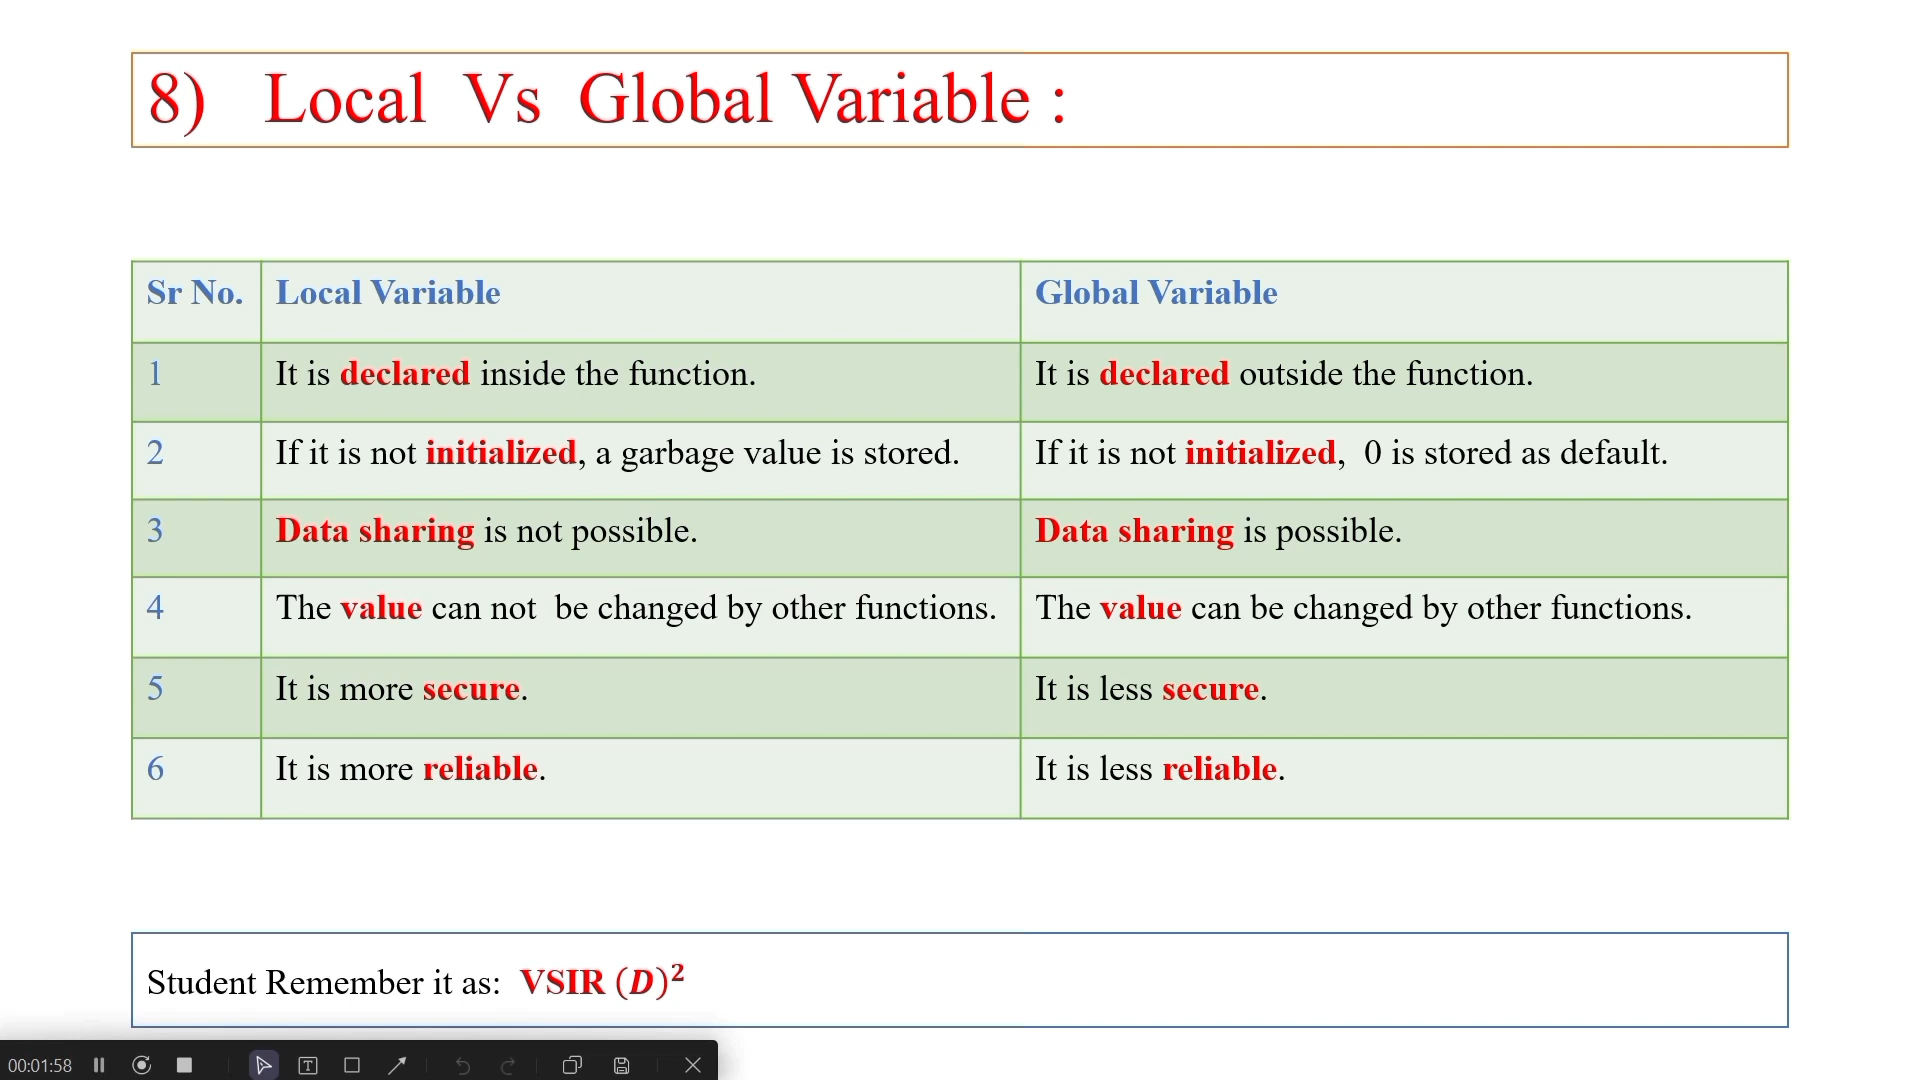 8) Local Vs Global Variable :
Sr No. Local Variable Global Variable
1 It is declared inside the function. It is declared outside the function.
2 If it is not initialized, a garbage value is stored. If it is not initialized, 0 is stored as default.
3 Data sharing is not possible. Data sharing is possible.
4 The value can not be changed by other functions. The value can be changed by other functions.
5 It is more secure. It is less secure.
6 It is more reliable. It is less reliable.
Student Remember it as: VSIR (D)²
00:01:58